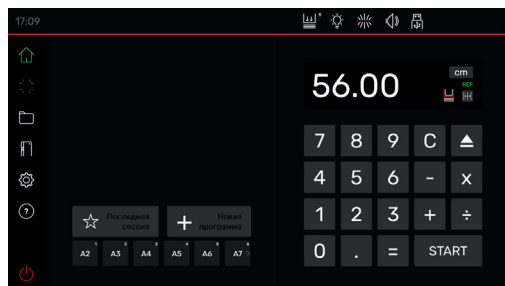 17:09
cm
REF
56.00
7 8 9 C
4 5 6 - x
1 2 3 + ÷
0 . = START
?
Последняя сессия
+ Новая программа
A2 A3 A4 A5 A6 A7